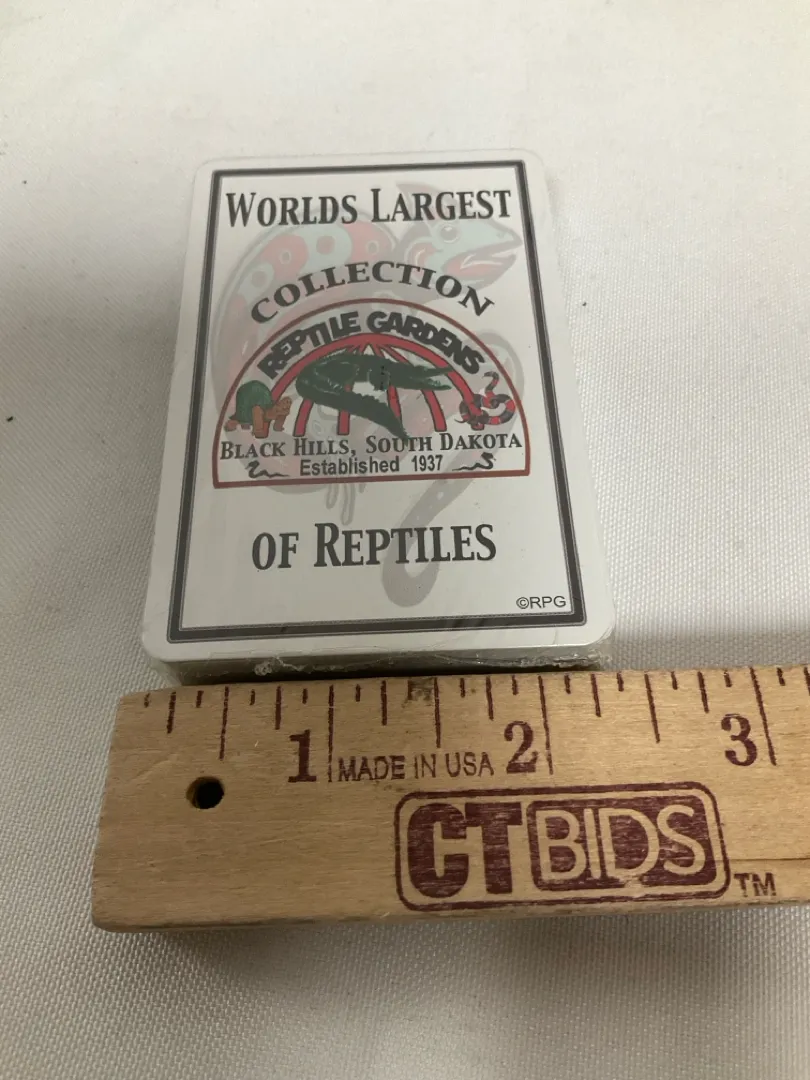 WORLDS LARGEST
COLLECTION
REPTILE GARDENS
BLACK HILLS, SOUTH DAKOTA
Established 1937
OF REPTILES
©RPG
1 2 3
MADE IN USA
CTBIDS TM